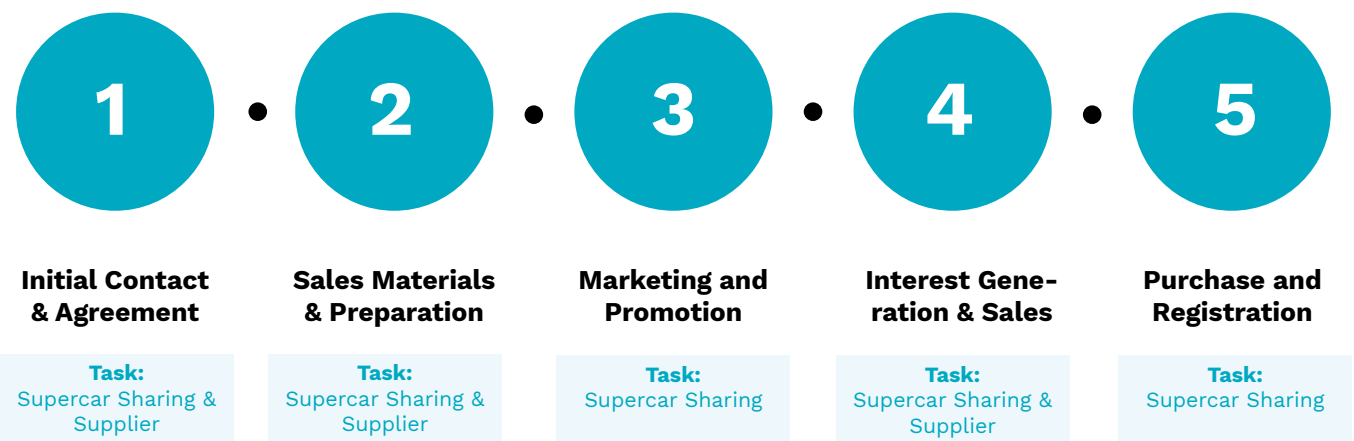 1
2
3
4
5
Initial Contact
& Agreement
Task:
Supercar Sharing &
Supplier
Sales Materials
& Preparation
Task:
Supercar Sharing &
Supplier
Marketing and
Promotion
Task:
Supercar Sharing
Interest Gene-
ration & Sales
Task:
Supercar Sharing &
Supplier
Purchase and
Registration
Task:
Supercar Sharing